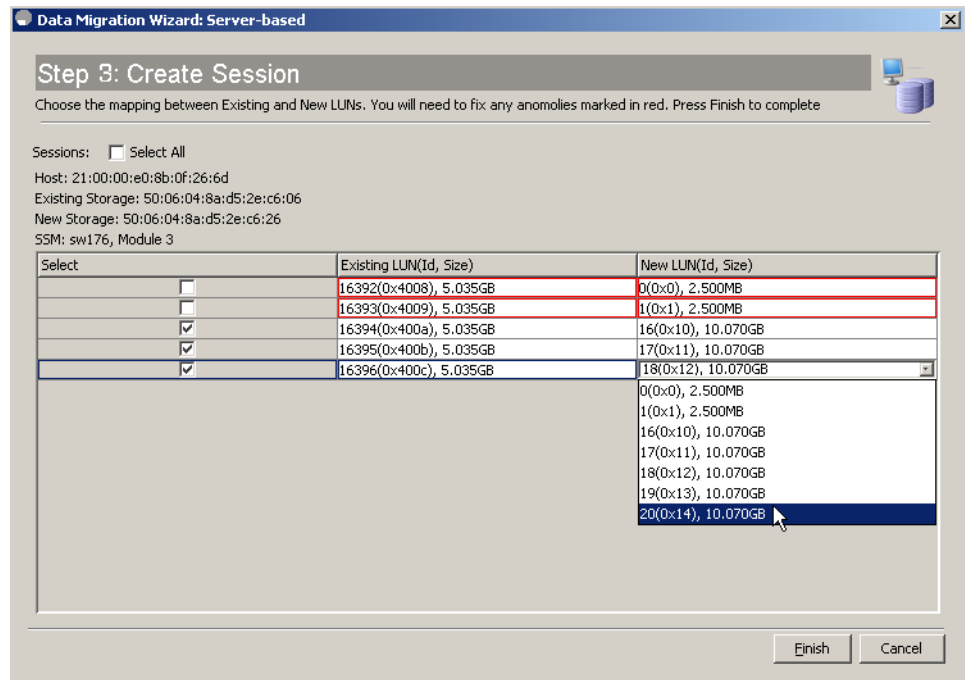 Data Migration Wizard: Server-based
Step 3: Create Session
Choose the mapping between Existing and New LUNs. You will need to fix any anomolies marked in red. Press Finish to complete
Sessions: Select All
Host: 21:00:00:e0:8b:0f:26:6d
Existing Storage: 50:06:04:8a:d5:2e:c6:06
New Storage: 50:06:04:8a:d5:2e:c6:26
SSM: sw176, Module 3
Select Existing LUN(Id, Size) New LUN(Id, Size)
16392(0x4008), 5.035GB 0(0x0), 2.500MB
16393(0x4009), 5.035GB 1(0x1), 2.500MB
16394(0x400a), 5.035GB 16(0x10), 10.070GB
16395(0x400b), 5.035GB 17(0x11), 10.070GB
16396(0x400c), 5.035GB 18(0x12), 10.070GB
0(0x0), 2.500MB
1(0x1), 2.500MB
16(0x10), 10.070GB
17(0x11), 10.070GB
18(0x12), 10.070GB
19(0x13), 10.070GB
20(0x14), 10.070GB
Finish Cancel